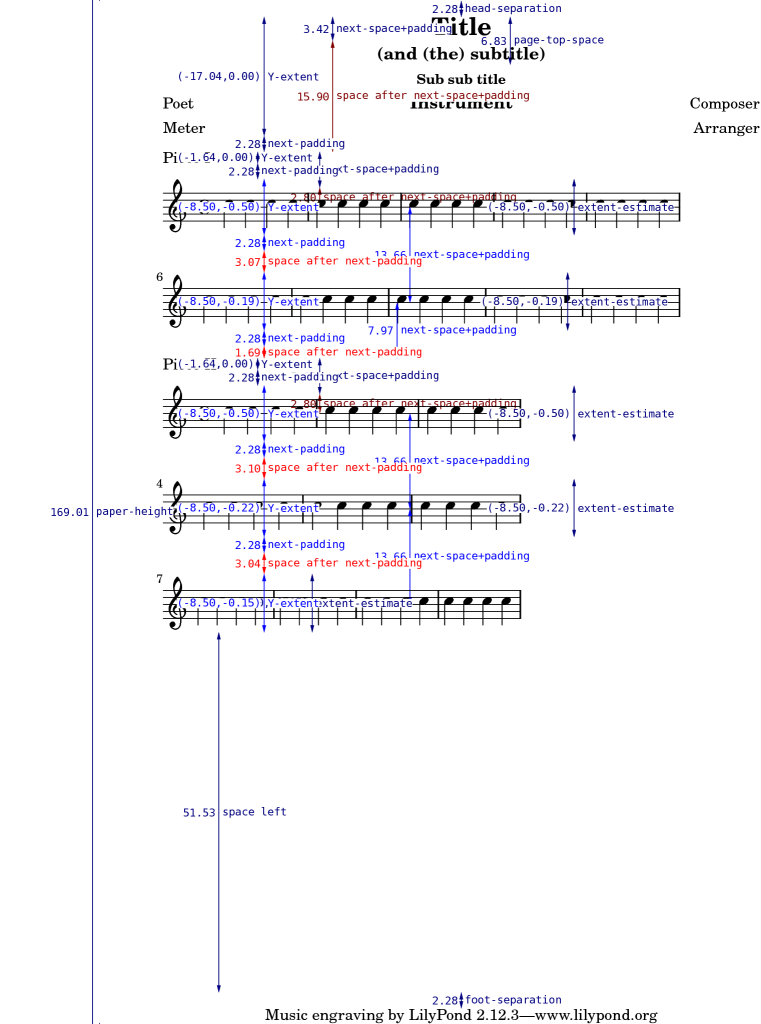 2.28 head-separation
Title
3.42 next-space+padding
6.83 page-top-space
(and (the) subtitle)
(-17.04,0.00) Y-extent
Sub sub title
15.90 space after next-space+padding
Poet Instrument Composer
Meter Arranger
2.28 next-padding
(-1.64,0.00) Y-extent
2.28 next-padding xt-space+padding
2.80 space after next-space+padding
(-8.50,-0.50) Y-extent (-8.50,-0.50) extent-estimate
2.28 next-padding
13.66 next-space+padding
3.07 space after next-padding
6
(-8.50,-0.19) Y-extent (-8.50,-0.19) extent-estimate
7.97 next-space+padding
2.28 next-padding
1.69 space after next-padding
(-1.64,0.00) Y-extent
2.28 next-padding xt-space+padding
2.80 space after next-space+padding
(-8.50,-0.50) Y-extent (-8.50,-0.50) extent-estimate
2.28 next-padding
13.66 next-space+padding
3.10 space after next-padding
4
(-8.50,-0.22) Y-extent (-8.50,-0.22) extent-estimate
169.01 paper-height
2.28 next-padding
13.66 next-space+padding
3.04 space after next-padding
7
(-8.50,-0.15) Y-extent extent-estimate
51.53 space left
2.28 foot-separation
Music engraving by LilyPond 2.12.3—www.lilypond.org